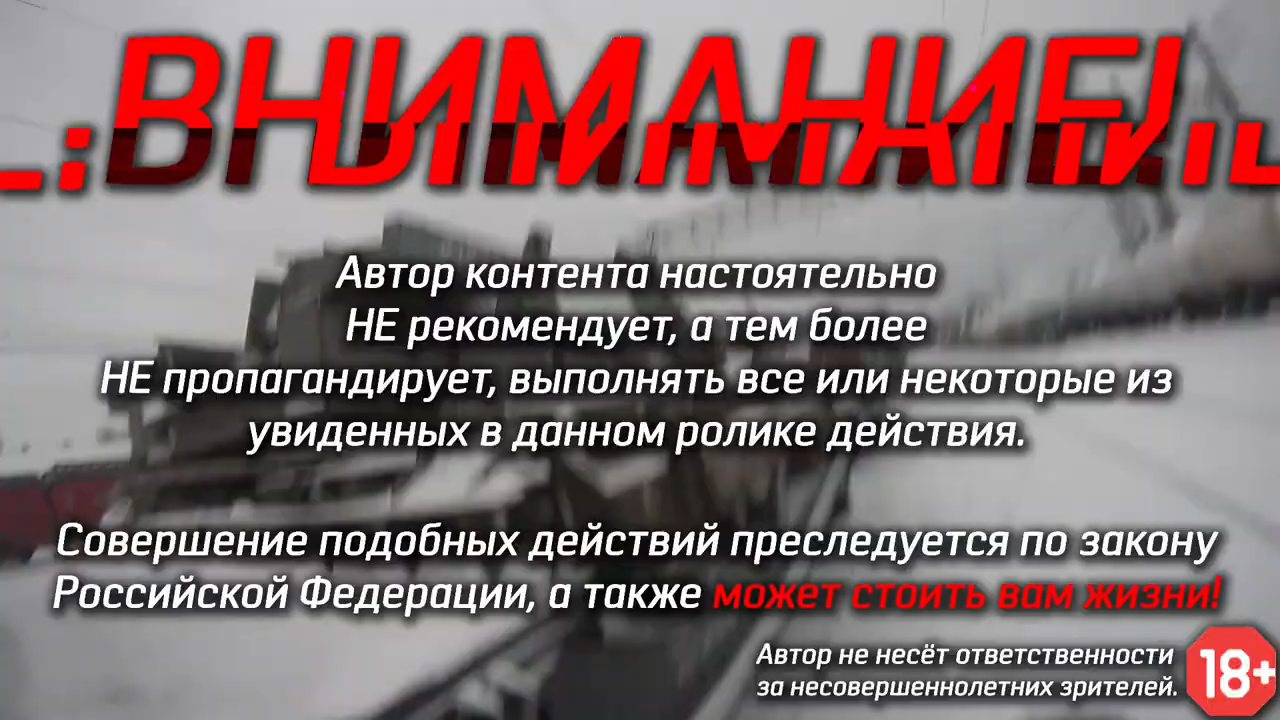 ВНИМАНИЕ!
Автор контента настоятельно
НЕ рекомендует, а тем более
НЕ пропагандирует, выполнять все или некоторые из
увиденных в данном ролике действия.
Совершение подобных действий преследуется по закону
Российской Федерации, а также может стоить вам жизни!
Автор не несёт ответственности
за несовершеннолетних зрителей.
18+